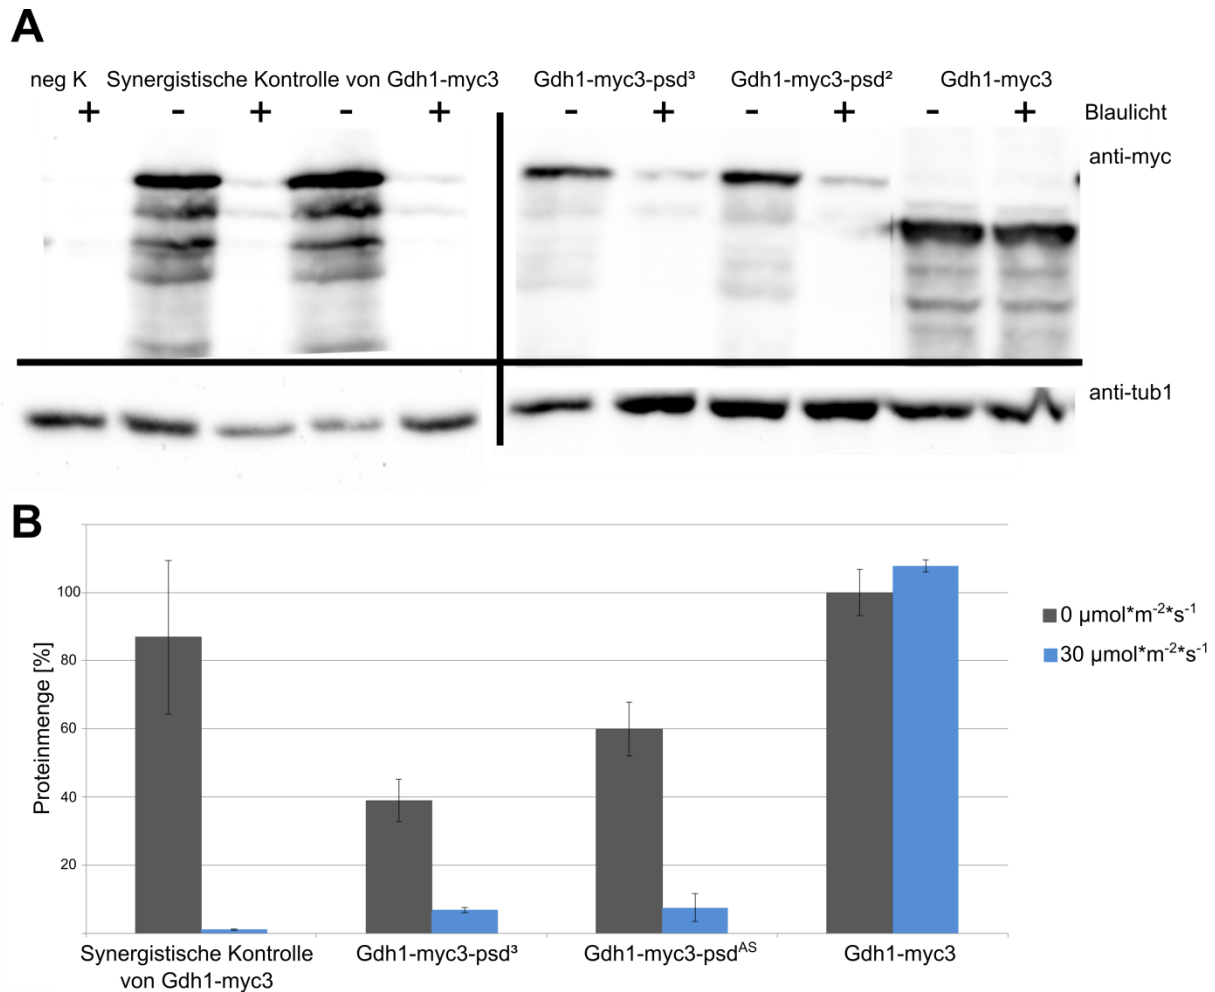 A
neg K Synergistische Kontrolle von Gdh1-myc3 Gdh1-myc3-psd³ Gdh1-myc3-psd² Gdh1-myc3
+ - + - + - + - + - + Blaulicht
anti-myc
anti-tub1
B
Proteinmenge [%]
100
80
60
40
20
0 µmol*m⁻²*s⁻¹
30 µmol*m⁻²*s⁻¹
Synergistische Kontrolle von Gdh1-myc3
Gdh1-myc3-psd³
Gdh1-myc3-psdᴬˢ
Gdh1-myc3